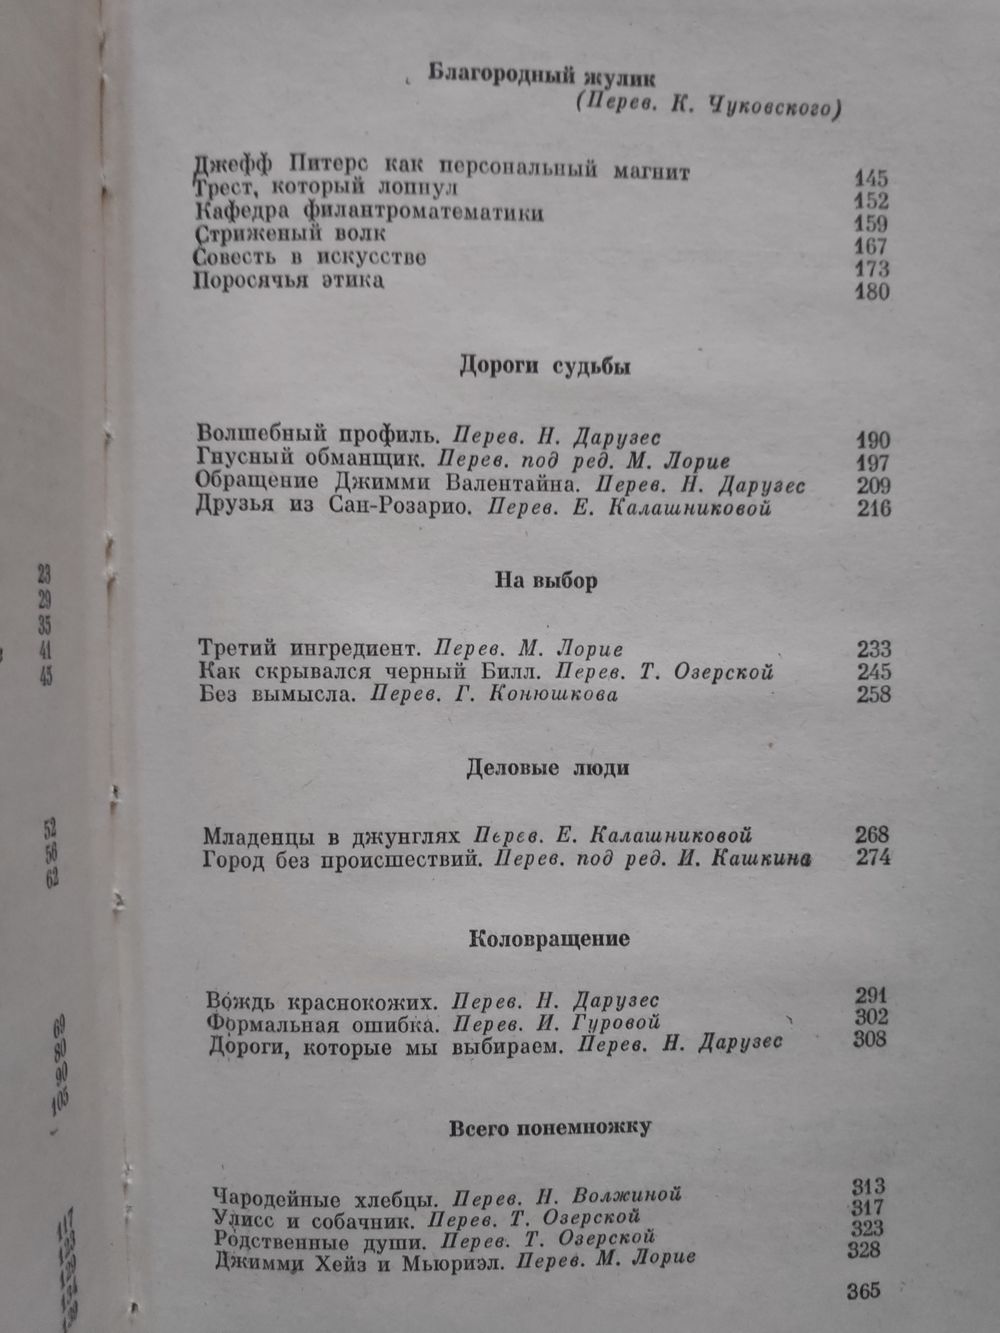 Благородный жулик
(Перев. К. Чуковского)
Джефф Питерс как персональный магнит 145
Трест, который лопнул 152
Кафедра филантроматематики 159
Стриженый волк 167
Совесть в искусстве 173
Поросячья этика 180
Дороги судьбы
Волшебный профиль. Перев. Н. Дарузес 190
Гнусный обманщик. Перев. под ред. М. Лорие 197
Обращение Джимми Валентайна. Перев. Н. Дарузес 209
Друзья из Сан-Розарио. Перев. Е. Калашниковой 216
На выбор
Третий ингредиент. Перев. М. Лорие 233
Как скрывался черный Билл. Перев. Т. Озерской 245
Без вымысла. Перев. Г. Конюшкова 258
Деловые люди
Младенцы в джунглях Перев. Е. Калашниковой 268
Город без происшествий. Перев. под ред. И. Кашкина 274
Коловращение
Вождь краснокожих. Перев. Н. Дарузес 291
Формальная ошибка. Перев. И. Гуровой 302
Дороги, которые мы выбираем. Перев. Н. Дарузес 308
Всего понемножку
Чародейные хлебцы. Перев. Н. Волжиной 313
Улисс и собачник. Перев. Т. Озерской 317
Родственные души. Перев. Т. Озерской 323
Джимми Хейз и Мьюриэл. Перев. М. Лорие 328
365
23
29
35
41
45
52
56
62
69
80
90
105
117
123
129